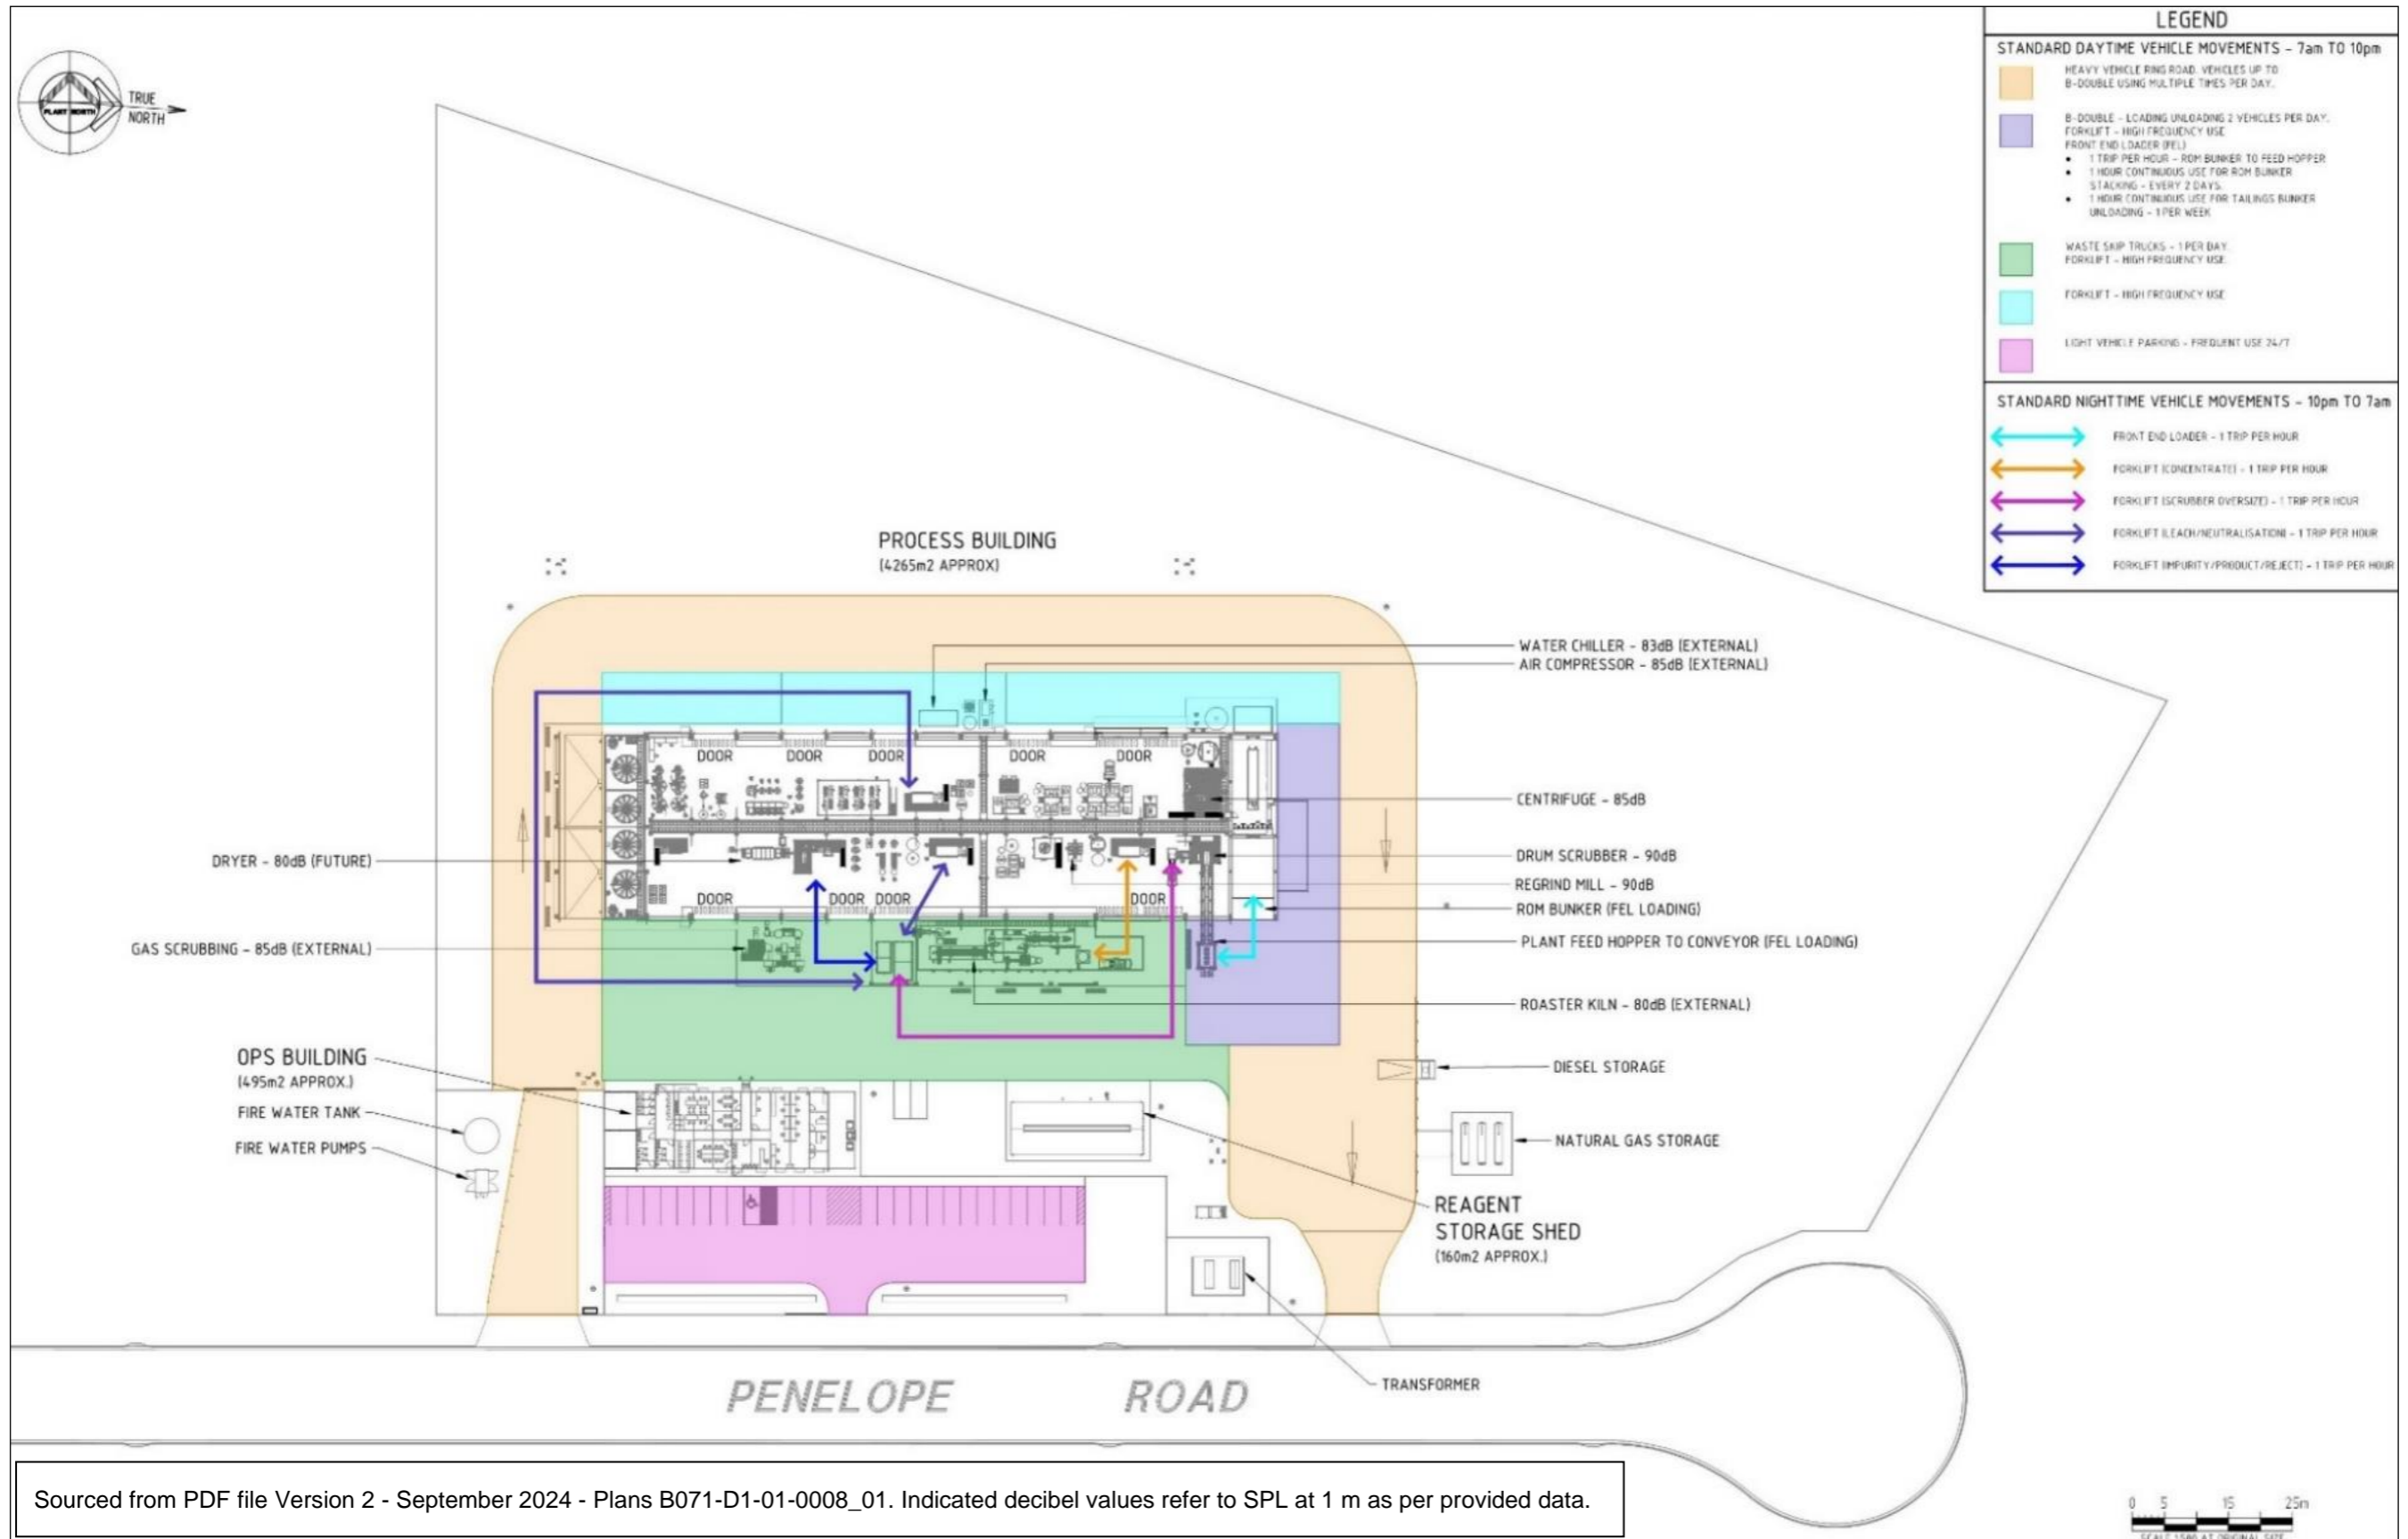 TRUE
NORTH
PLANT NORTH
LEGEND
STANDARD DAYTIME VEHICLE MOVEMENTS - 7am TO 10pm
HEAVY VEHICLE RING ROAD. VEHICLES UP TO
B-DOUBLE USING MULTIPLE TIMES PER DAY.
B-DOUBLE - LOADING UNLOADING 2 VEHICLES PER DAY.
FORKLIFT - HIGH FREQUENCY USE
FRONT END LOADER (FEL)
• 1 TRIP PER HOUR - ROM BUNKER TO FEED HOPPER
• 1 HOUR CONTINUOUS USE FOR ROM BUNKER
STACKING - EVERY 2 DAYS.
• 1 HOUR CONTINUOUS USE FOR TAILINGS BUNKER
UNLOADING - 1 PER WEEK
WASTE SKIP TRUCKS - 1 PER DAY.
FORKLIFT - HIGH FREQUENCY USE.
FORKLIFT - HIGH FREQUENCY USE
LIGHT VEHICLE PARKING - FREQUENT USE 24/7
STANDARD NIGHTTIME VEHICLE MOVEMENTS - 10pm TO 7am
FRONT END LOADER - 1 TRIP PER HOUR
FORKLIFT (CONCENTRATE) - 1 TRIP PER HOUR
FORKLIFT (SCRUBBER OVERSIZE) - 1 TRIP PER HOUR
FORKLIFT (LEACH/NEUTRALISATION) - 1 TRIP PER HOUR
FORKLIFT (IMPURITY/PRODUCT/REJECT) - 1 TRIP PER HOUR
PROCESS BUILDING
(4265m2 APPROX)
WATER CHILLER - 83dB (EXTERNAL)
AIR COMPRESSOR - 85dB (EXTERNAL)
DOOR DOOR DOOR DOOR DOOR
CENTRIFUGE - 85dB
DRYER - 80dB (FUTURE)
DRUM SCRUBBER - 90dB
REGRIND MILL - 90dB
DOOR DOOR DOOR DOOR
ROM BUNKER (FEL LOADING)
GAS SCRUBBING - 85dB (EXTERNAL)
PLANT FEED HOPPER TO CONVEYOR (FEL LOADING)
ROASTER KILN - 80dB (EXTERNAL)
OPS BUILDING
(495m2 APPROX.)
DIESEL STORAGE
FIRE WATER TANK
FIRE WATER PUMPS
NATURAL GAS STORAGE
REAGENT
STORAGE SHED
(160m2 APPROX.)
TRANSFORMER
PENELOPE ROAD
Sourced from PDF file Version 2 - September 2024 - Plans B071-D1-01-0008_01. Indicated decibel values refer to SPL at 1 m as per provided data.
0 5 15 25m
SCALE 1:500 AT ORIGINAL SIZE